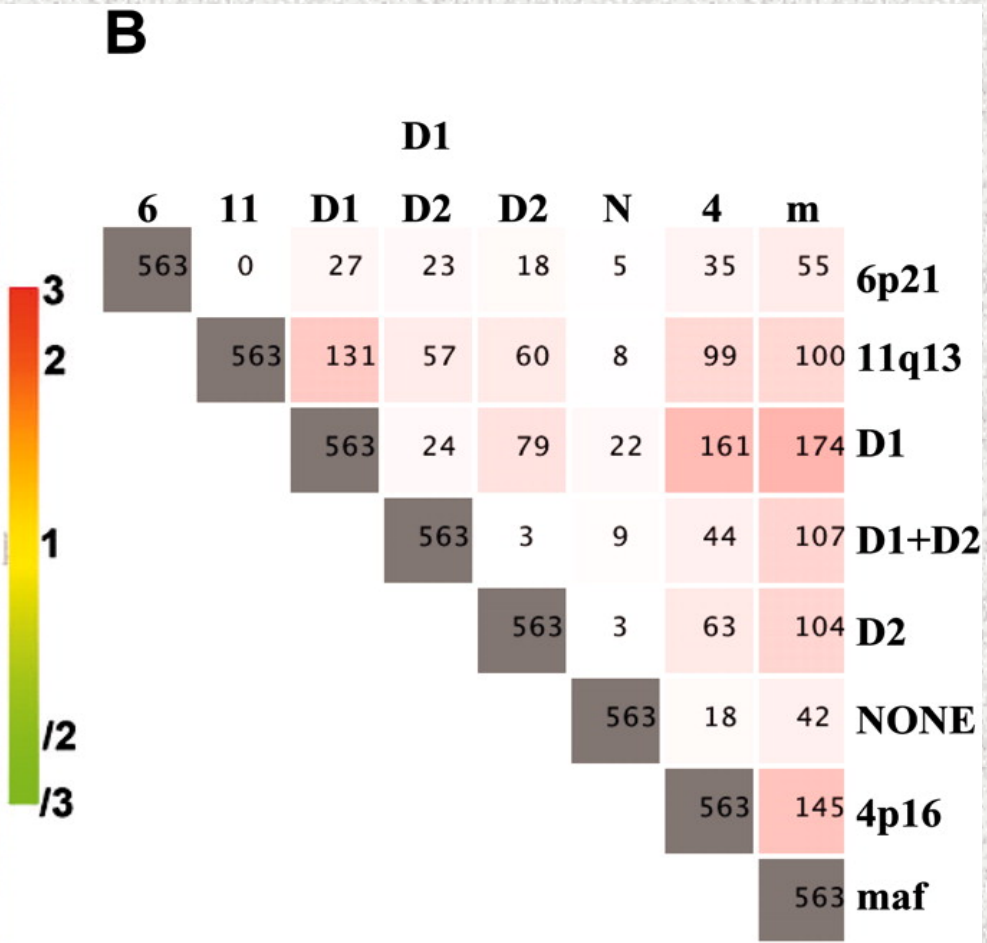 B
D1
6 11 D1 D2 D2 N 4 m
563 0 27 23 18 5 35 55 6p21
563 131 57 60 8 99 100 11q13
563 24 79 22 161 174 D1
563 3 9 44 107 D1+D2
563 3 63 104 D2
563 18 42 NONE
563 145 4p16
563 maf
3
2
1
/2
/3